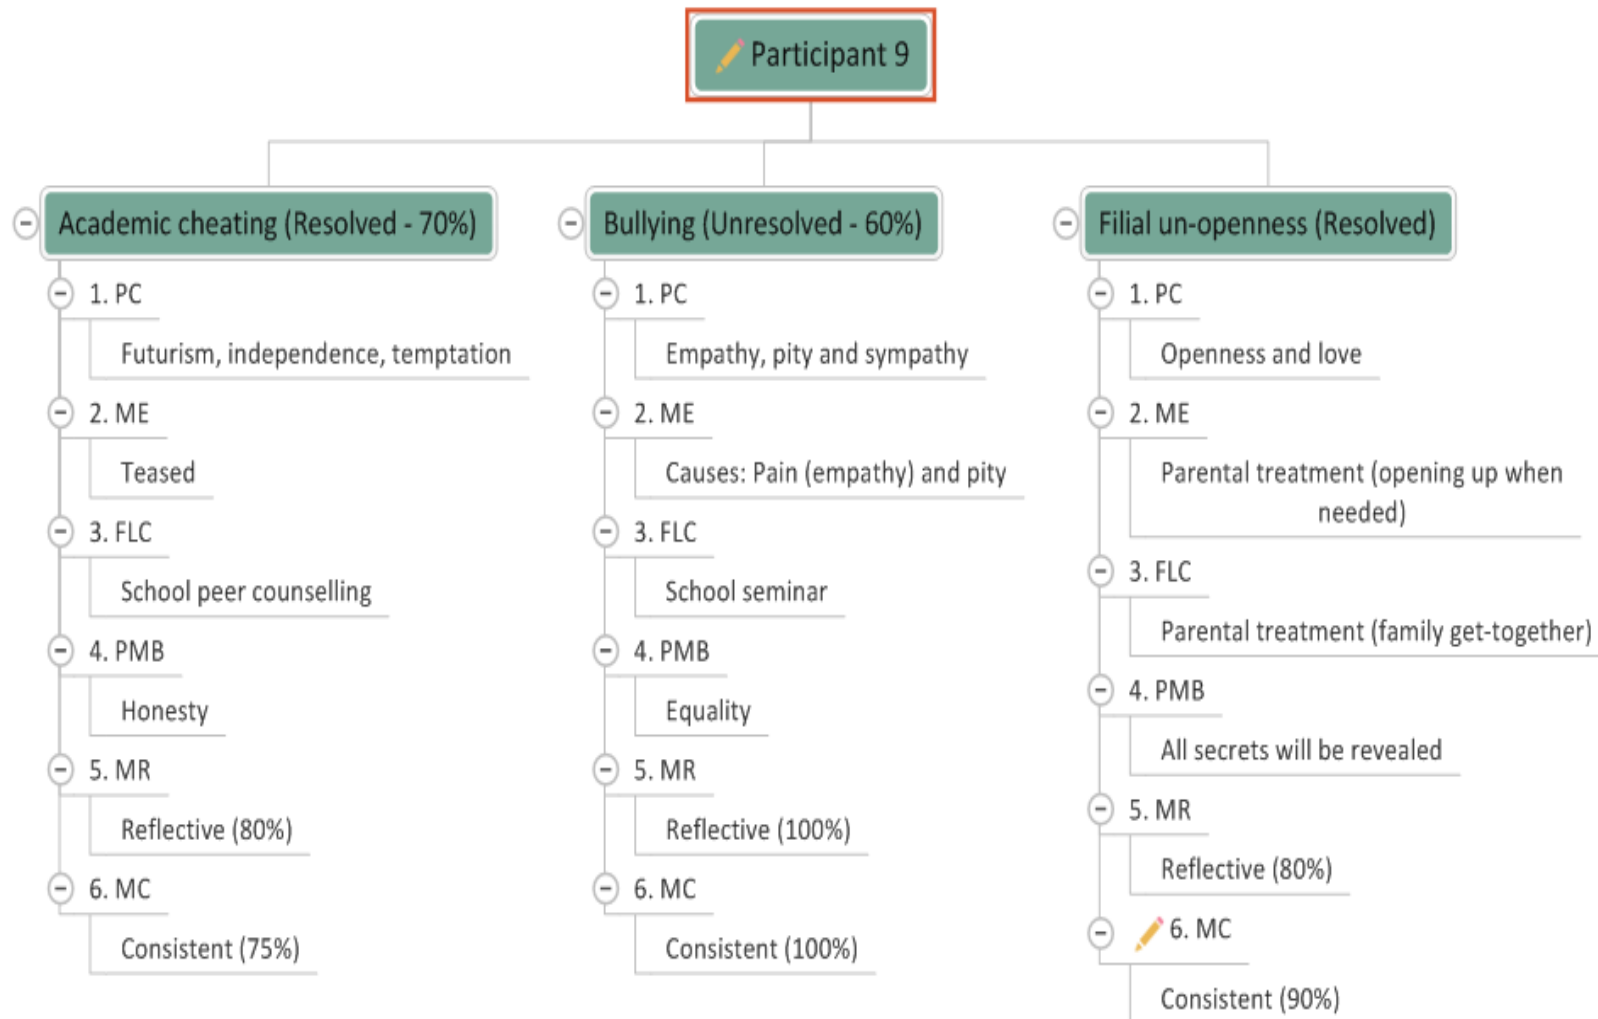 Participant 9
Academic cheating (Resolved - 70%)
1. PC
Futurism, independence, temptation
2. ME
Teased
3. FLC
School peer counselling
4. PMB
Honesty
5. MR
Reflective (80%)
6. MC
Consistent (75%)
Bullying (Unresolved - 60%)
1. PC
Empathy, pity and sympathy
2. ME
Causes: Pain (empathy) and pity
3. FLC
School seminar
4. PMB
Equality
5. MR
Reflective (100%)
6. MC
Consistent (100%)
Filial un-openness (Resolved)
1. PC
Openness and love
2. ME
Parental treatment (opening up when
needed)
3. FLC
Parental treatment (family get-together)
4. PMB
All secrets will be revealed
5. MR
Reflective (80%)
6. MC
Consistent (90%)